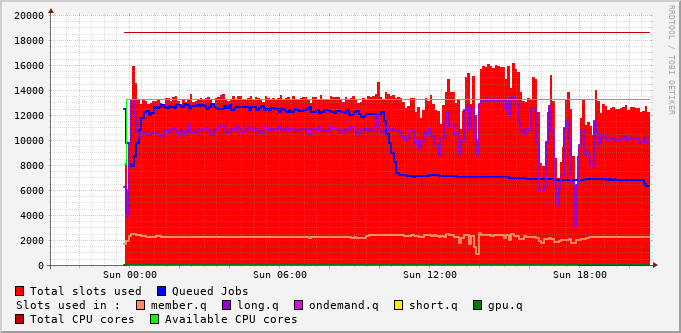 20000
18000
16000
14000
12000
10000
8000
6000
4000
2000
0
Sun 00:00 Sun 06:00 Sun 12:00 Sun 18:00
Total slots used Queued Jobs
Slots used in : member.q long.q ondemand.q short.q gpu.q
Total CPU cores Available CPU cores
RRDTOOL / TOBI OETIKER